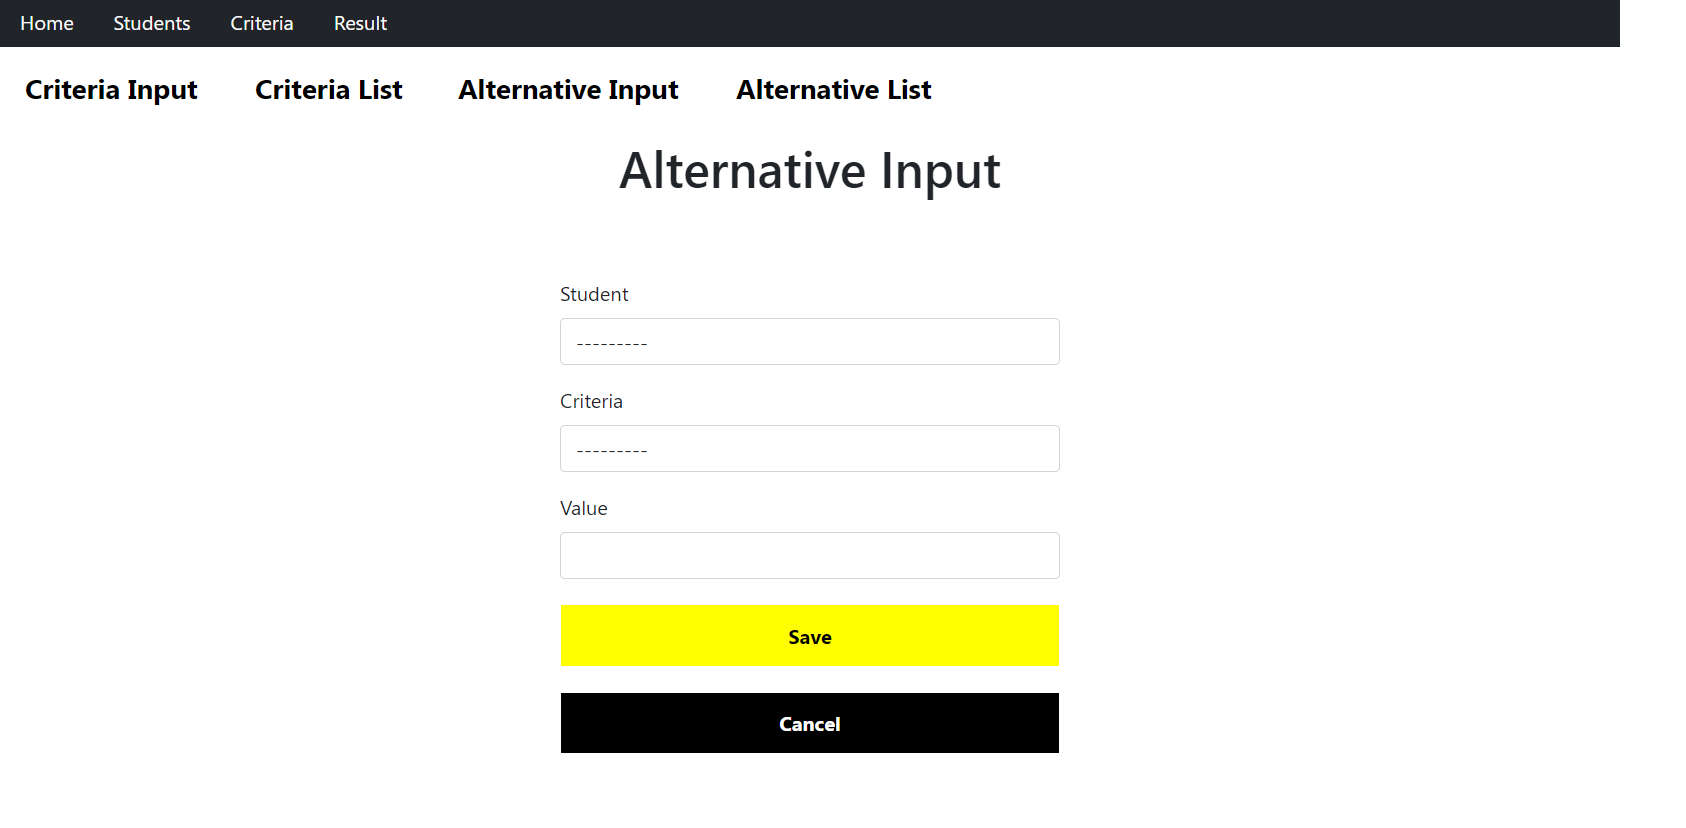 Home Students Criteria Result
Criteria Input Criteria List Alternative Input Alternative List
Alternative Input
Student
---------
Criteria
---------
Value
Save
Cancel